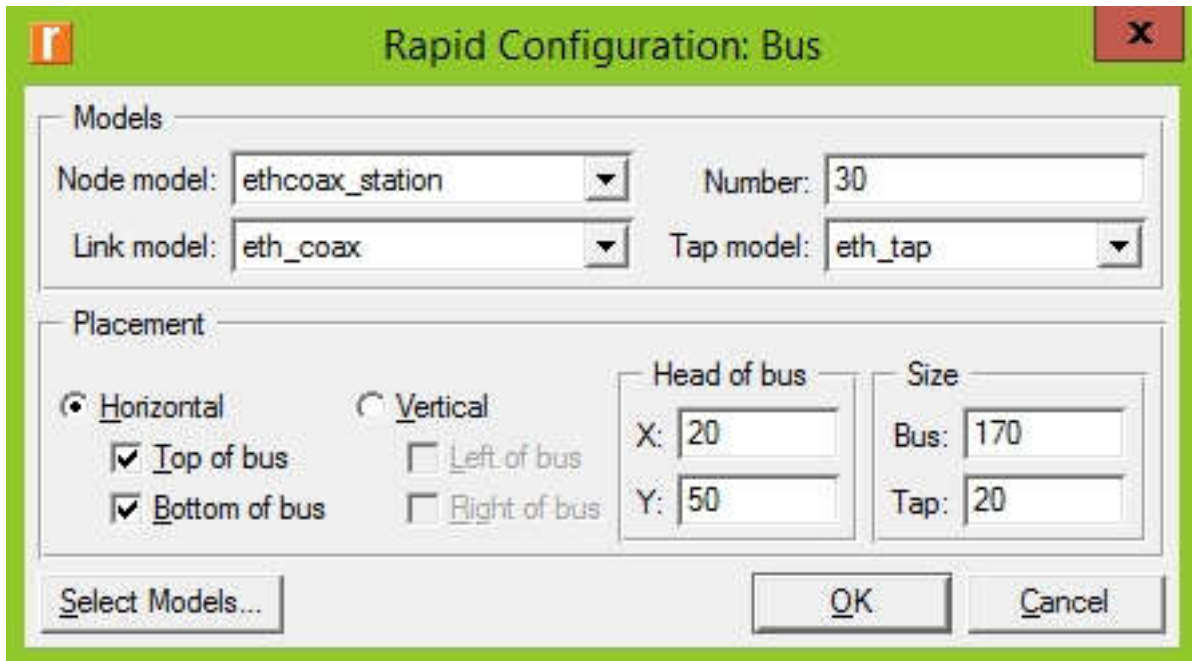 Rapid Configuration: Bus
x
Models
Node model: ethcoax_station Number: 30
Link model: eth_coax Tap model: eth_tap
Placement
Head of bus Size
Horizontal Vertical X: 20 Bus: 170
Top of bus Left of bus
Bottom of bus Right of bus Y: 50 Tap: 20
Select Models... OK Cancel